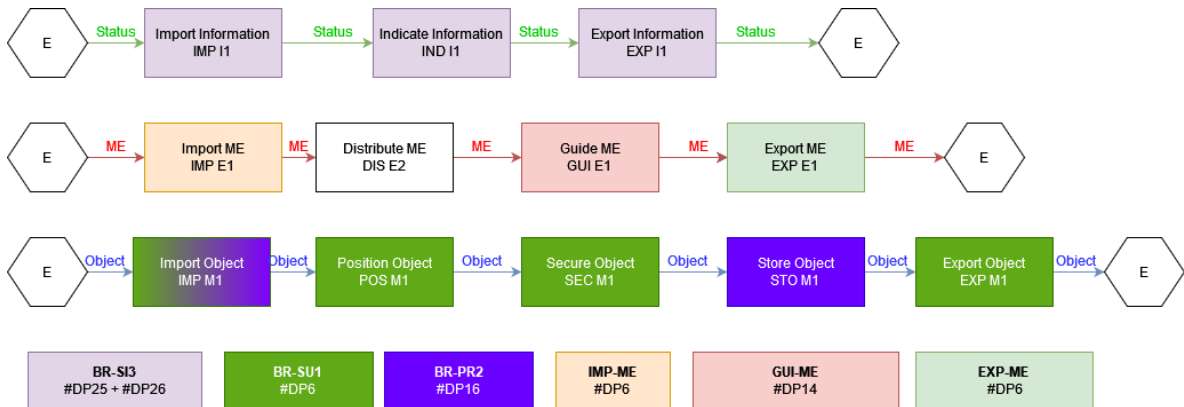 E
Status
Import Information
IMP I1
Status
Indicate Information
IND I1
Status
Export Information
EXP I1
Status
E
E
ME
Import ME
IMP E1
ME
Distribute ME
DIS E2
ME
Guide ME
GUI E1
ME
Export ME
EXP E1
ME
E
E
Object
Import Object
IMP M1
Object
Position Object
POS M1
Object
Secure Object
SEC M1
Object
Store Object
STO M1
Object
Export Object
EXP M1
Object
E
BR-SI3
#DP25 + #DP26
BR-SU1
#DP6
BR-PR2
#DP16
IMP-ME
#DP6
GUI-ME
#DP14
EXP-ME
#DP6